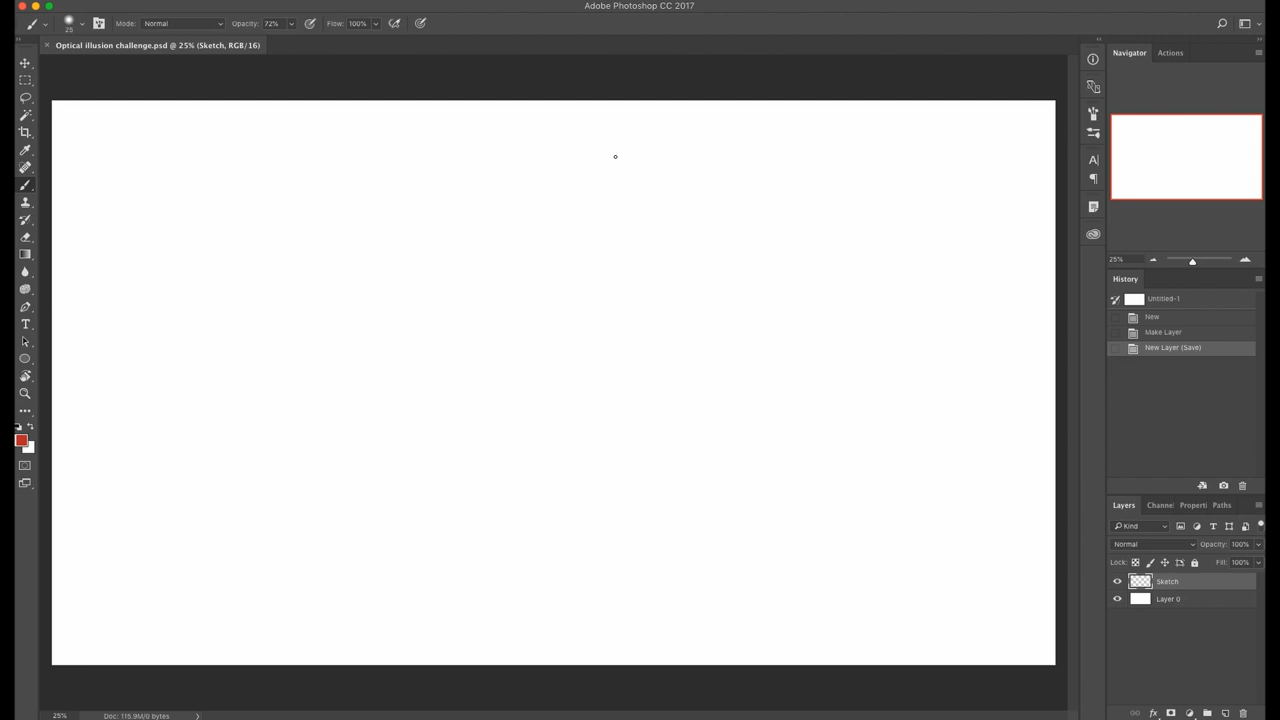 Adobe Photoshop CC 2017
25 Mode: Normal Opacity: 72% Flow: 100%
Optical illusion challenge.psd @ 25% (Sketch, RGB/16)
Navigator Actions
25%
History
Untitled-1
New
Make Layer
New Layer (Save)
Layers Channel Properti Paths
Kind
Normal Opacity: 100%
Lock: Fill: 100%
Sketch
Layer 0
25% Doc: 115.9M/0 bytes